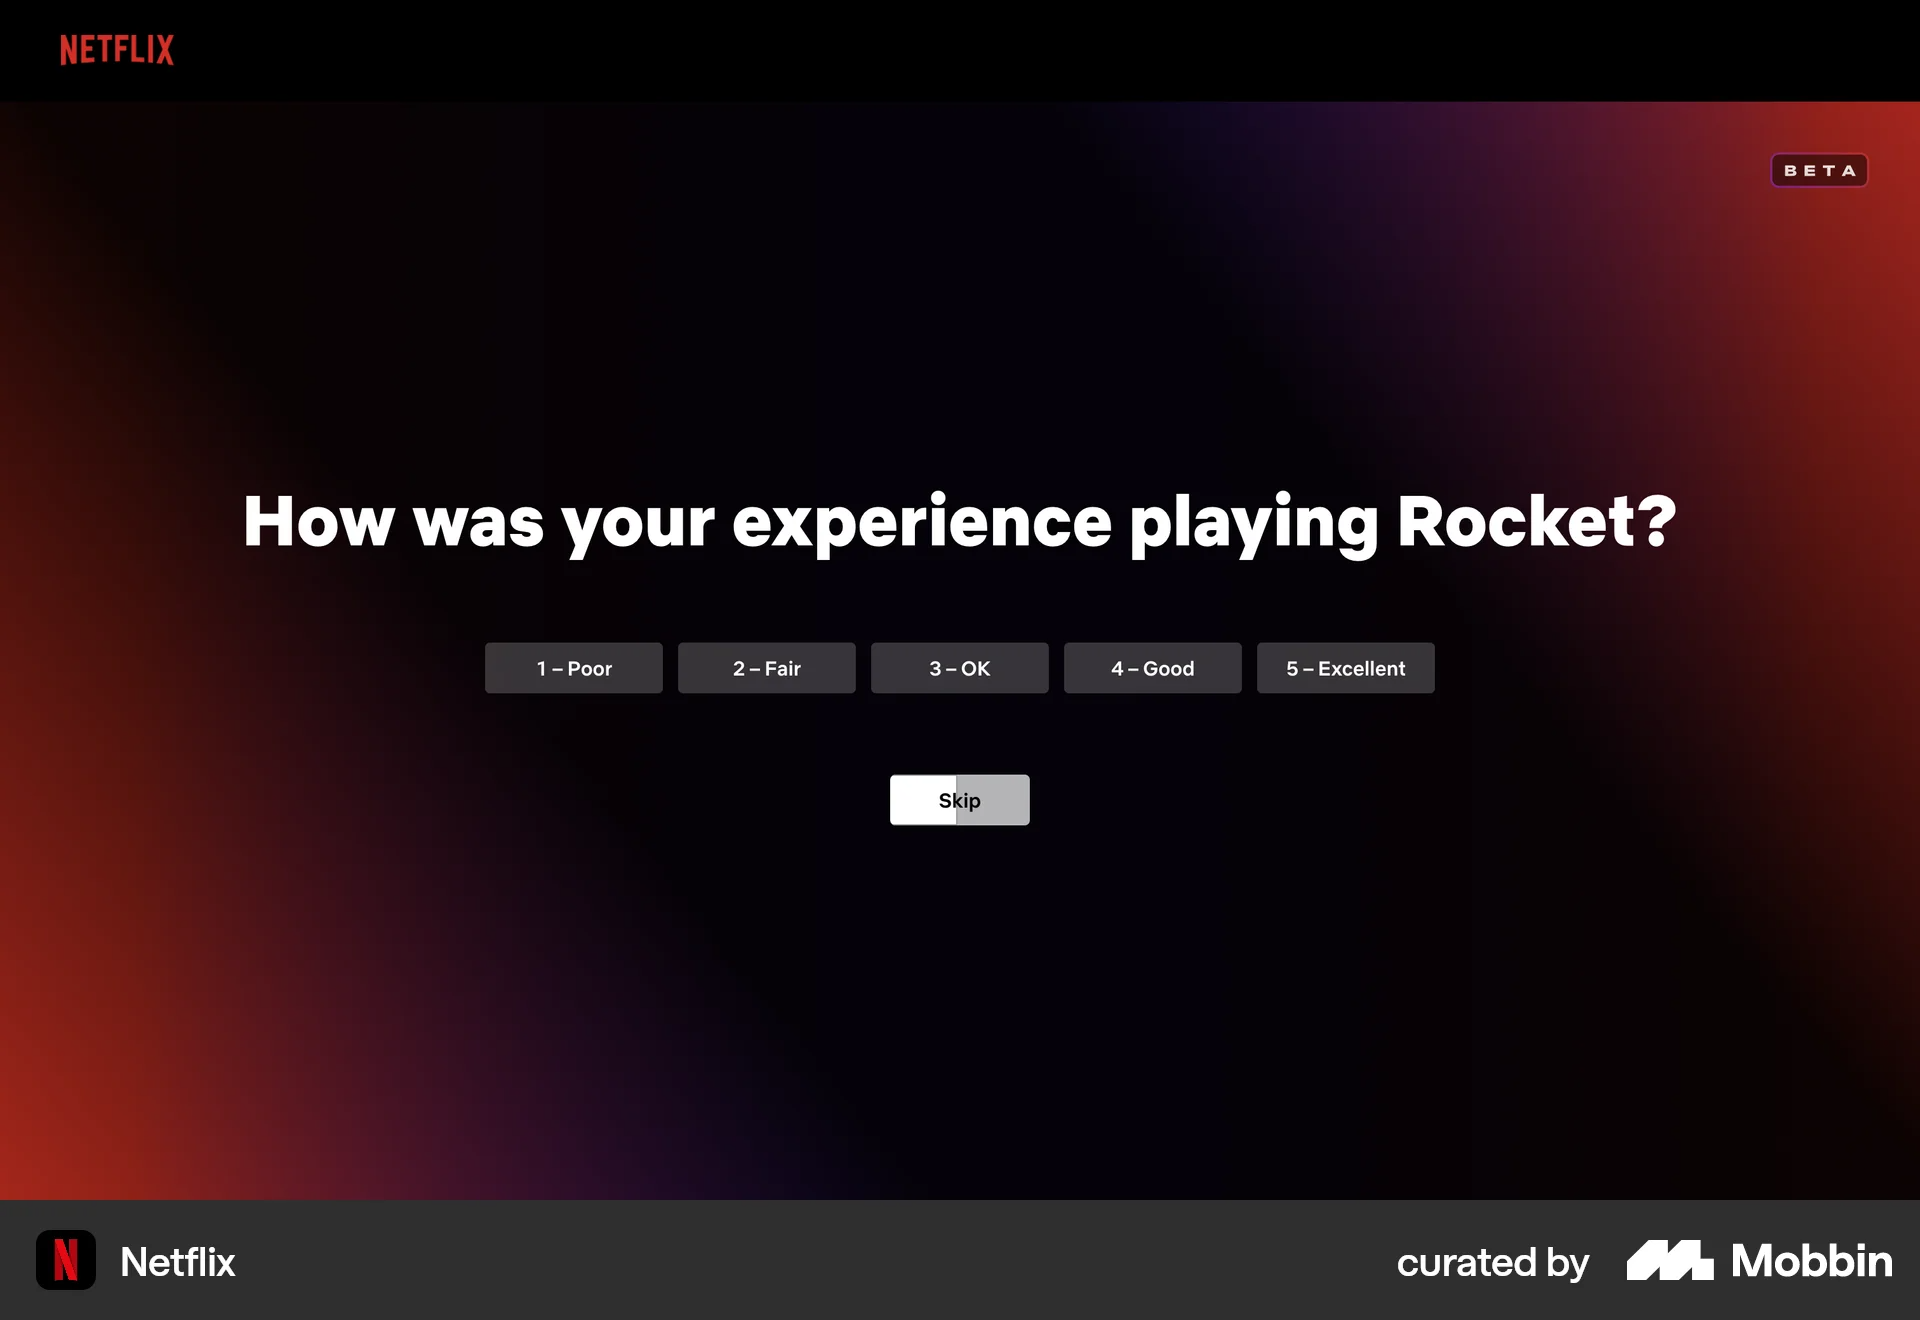 NETFLIX
BETA
How was your experience playing Rocket?
1 – Poor
2 – Fair
3 – OK
4 – Good
5 – Excellent
Skip
Netflix
curated by Mobbin